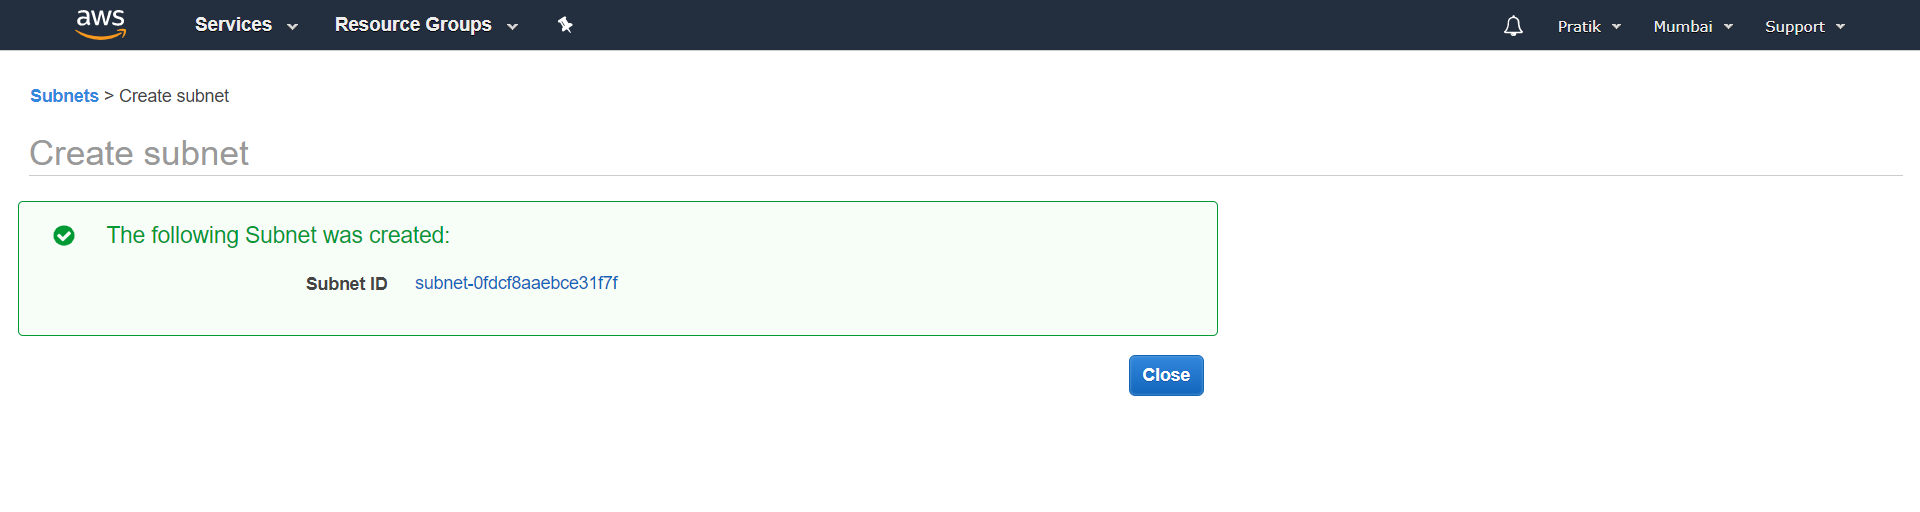 aws Services Resource Groups Pratik Mumbai Support
Subnets > Create subnet
Create subnet
The following Subnet was created:
Subnet ID subnet-0fdcf8aaebce31f7f
Close